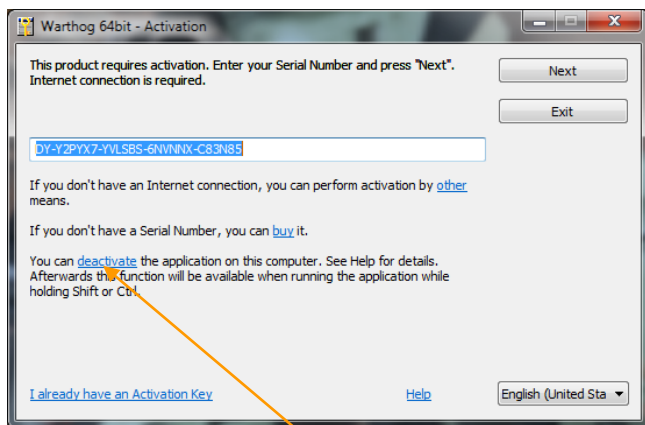 Warthog 64bit - Activation
This product requires activation. Enter your Serial Number and press "Next".
Internet connection is required.
Next
Exit
DY-Y2PYX7-YVLSBS-6NVNNX-C83N85
If you don't have an Internet connection, you can perform activation by other
means.
If you don't have a Serial Number, you can buy it.
You can deactivate the application on this computer. See Help for details.
Afterwards this function will be available when running the application while
holding Shift or Ctrl.
I already have an Activation Key
Help
English (United Sta